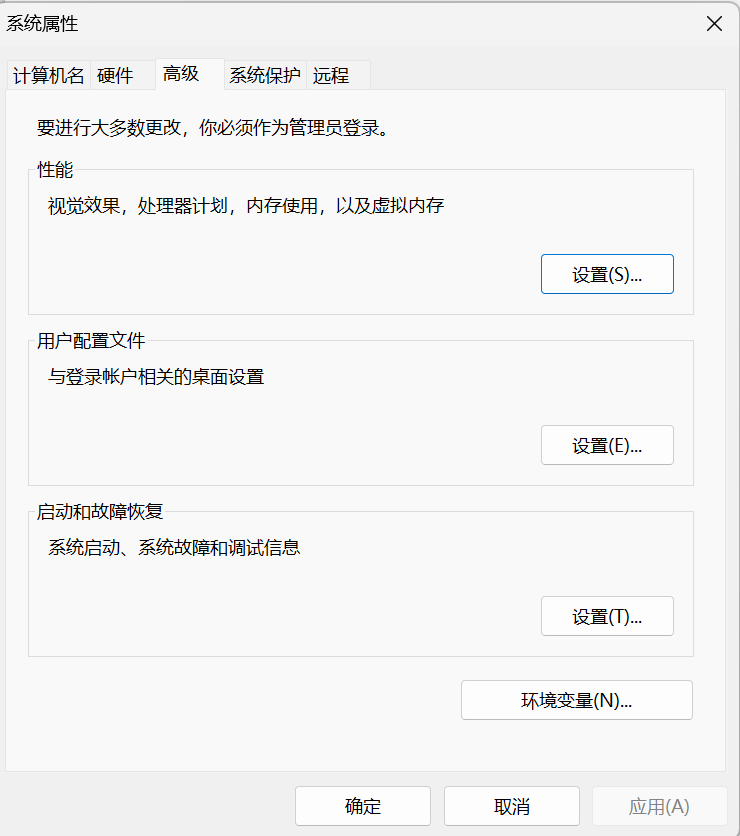 系统属性
计算机名 硬件 高级 系统保护 远程
要进行大多数更改，你必须作为管理员登录。
性能
视觉效果，处理器计划，内存使用，以及虚拟内存
设置(S)...
用户配置文件
与登录帐户相关的桌面设置
设置(E)...
启动和故障恢复
系统启动、系统故障和调试信息
设置(T)...
环境变量(N)...
确定 取消 应用(A)